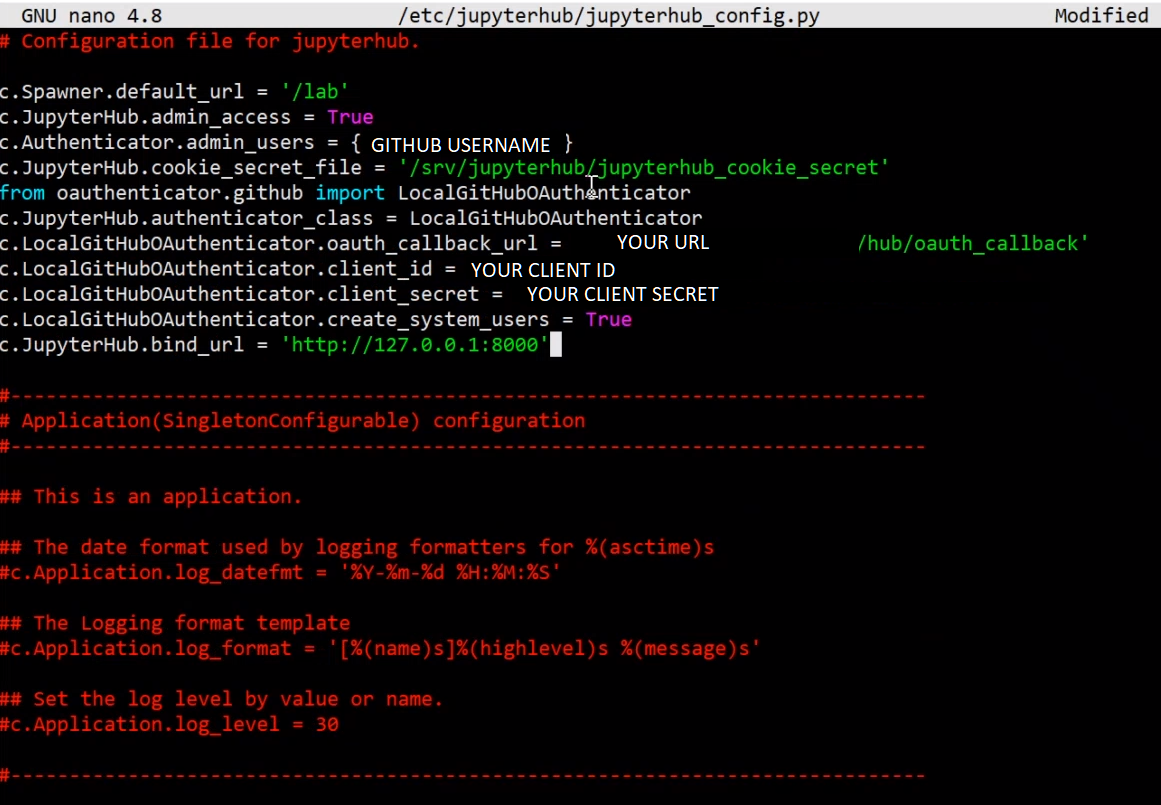 GNU nano 4.8 /etc/jupyterhub/jupyterhub_config.py Modified
# Configuration file for jupyterhub.
c.Spawner.default_url = '/lab'
c.JupyterHub.admin_access = True
c.Authenticator.admin_users = { GITHUB USERNAME }
c.JupyterHub.cookie_secret_file = '/srv/jupyterhub/jupyterhub_cookie_secret'
from oauthenticator.github import LocalGitHubOAuthenticator
c.JupyterHub.authenticator_class = LocalGitHubOAuthenticator
c.LocalGitHubOAuthenticator.oauth_callback_url = YOUR URL /hub/oauth_callback'
c.LocalGitHubOAuthenticator.client_id = YOUR CLIENT ID
c.LocalGitHubOAuthenticator.client_secret = YOUR CLIENT SECRET
c.LocalGitHubOAuthenticator.create_system_users = True
c.JupyterHub.bind_url = 'http://127.0.0.1:8000'
#------------------------------------------------------------------------------
# Application(SingletonConfigurable) configuration
#------------------------------------------------------------------------------
## This is an application.
## The date format used by logging formatters for %(asctime)s
#c.Application.log_datefmt = '%Y-%m-%d %H:%M:%S'
## The Logging format template
#c.Application.log_format = '[%(name)s]%(highlevel)s %(message)s'
## Set the log level by value or name.
#c.Application.log_level = 30
#------------------------------------------------------------------------------